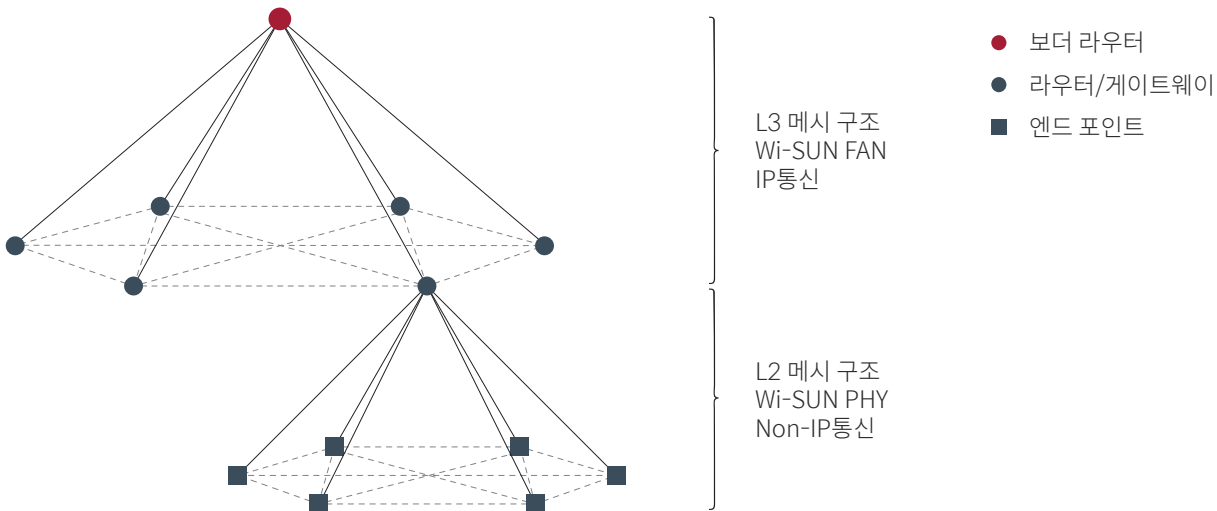 보더 라우터
라우터/게이트웨이
엔드 포인트
L3 메시 구조
Wi-SUN FAN
IP통신
L2 메시 구조
Wi-SUN PHY
Non-IP통신